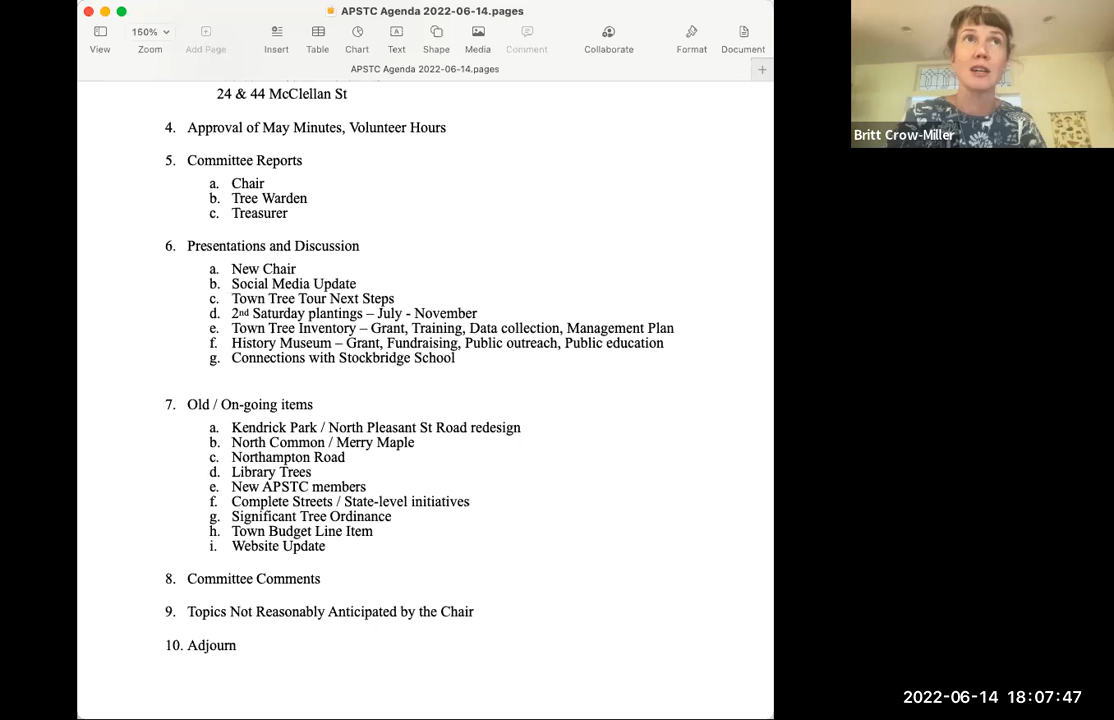 APSTC Agenda 2022-06-14.pages
150%
View
Zoom
Add Page
Insert
Table
Chart
Text
Shape
Media
Comment
Collaborate
Format
Document
APSTC Agenda 2022-06-14.pages
24 & 44 McClellan St
4. Approval of May Minutes, Volunteer Hours
5. Committee Reports
a. Chair
b. Tree Warden
c. Treasurer
6. Presentations and Discussion
a. New Chair
b. Social Media Update
c. Town Tree Tour Next Steps
d. 2nd Saturday plantings – July - November
e. Town Tree Inventory – Grant, Training, Data collection, Management Plan
f. History Museum – Grant, Fundraising, Public outreach, Public education
g. Connections with Stockbridge School
7. Old / On-going items
a. Kendrick Park / North Pleasant St Road redesign
b. North Common / Merry Maple
c. Northampton Road
d. Library Trees
e. New APSTC members
f. Complete Streets / State-level initiatives
g. Significant Tree Ordinance
h. Town Budget Line Item
i. Website Update
8. Committee Comments
9. Topics Not Reasonably Anticipated by the Chair
10. Adjourn
Britt Crow-Miller
2022-06-14 18:07:47